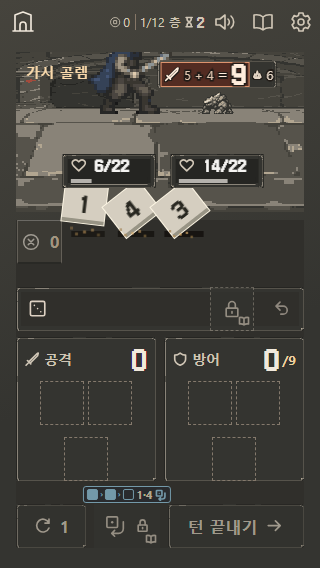 0 1/12 층 2
가시 골렘
5 + 4 = 9 6
6/22 14/22
1 4 3
0
공격 0 방어 0/9
1·4
1 턴 끝내기 →